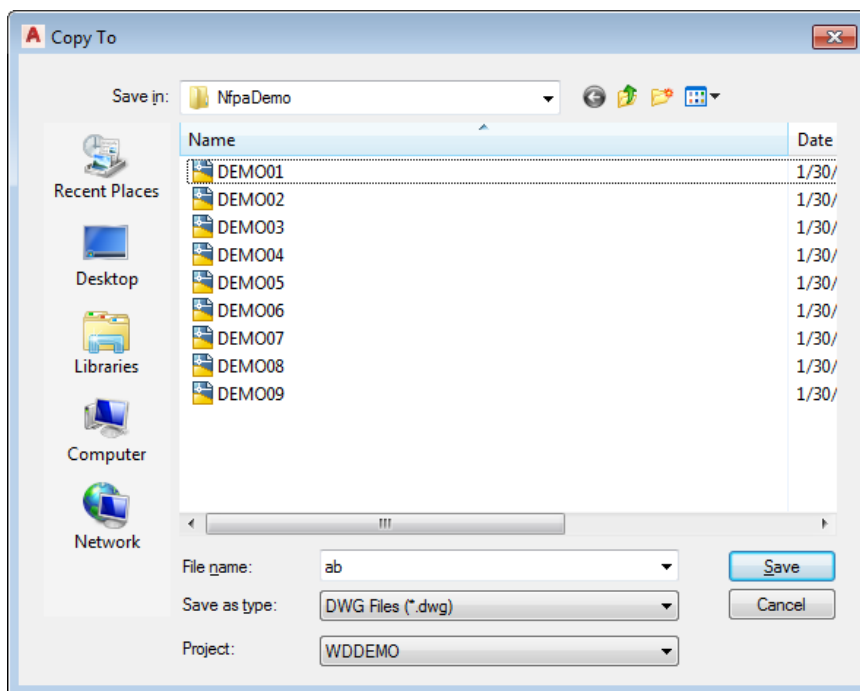 Copy To
Save in: NfpaDemo
Name Date
DEMO01 1/30/
DEMO02 1/30/
DEMO03 1/30/
DEMO04 1/30/
DEMO05 1/30/
DEMO06 1/30/
DEMO07 1/30/
DEMO08 1/30/
DEMO09 1/30/
Recent Places
Desktop
Libraries
Computer
Network
File name: ab Save
Save as type: DWG Files (*.dwg) Cancel
Project: WDDEMO